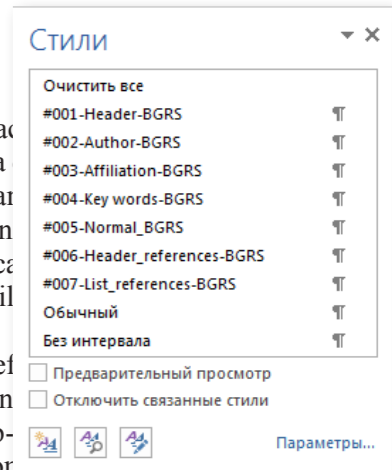 Стили
Очистить все
#001-Header-BGRS
#002-Author-BGRS
#003-Affiliation-BGRS
#004-Key words-BGRS
#005-Normal_BGRS
#006-Header_references-BGRS
#007-List_references-BGRS
Обычный
Без интервала
Предварительный просмотр
Отключить связанные стили
Параметры...